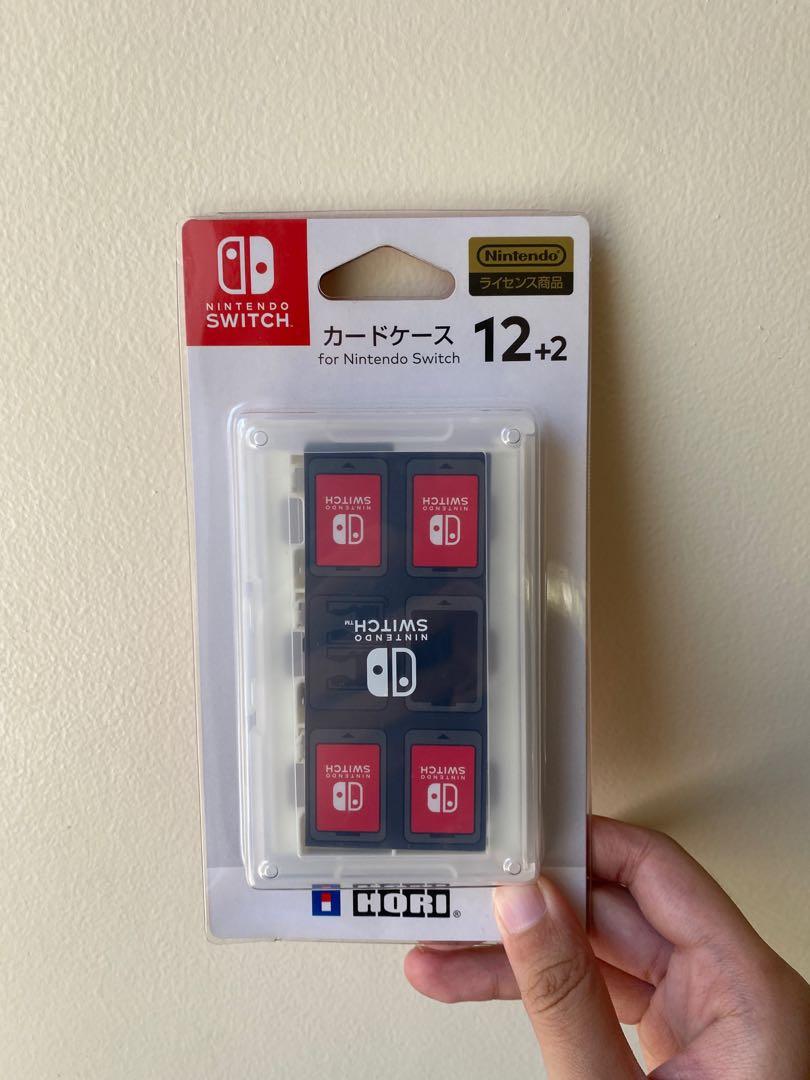 NINTENDO
SWITCH
Nintendo
ライセンス商品
カードケース
for Nintendo Switch
12+2
NINTENDO
SWITCH
NINTENDO
SWITCH
NINTENDO
SWITCH™
NINTENDO
SWITCH
NINTENDO
SWITCH
HORI®